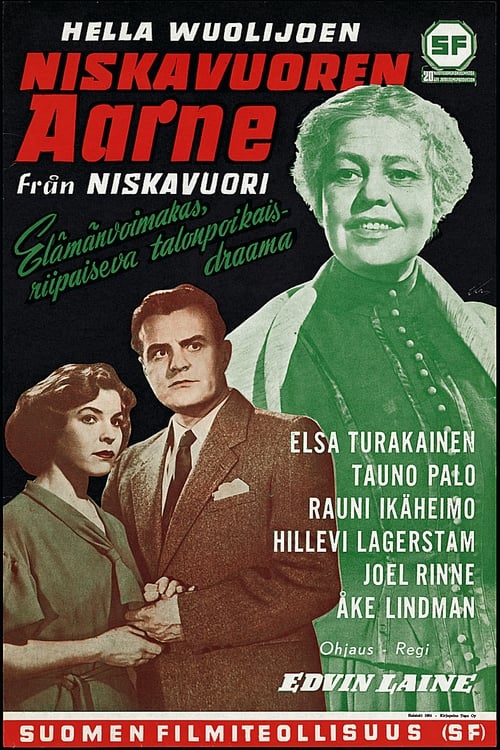 HELLA WUOLIJOEN
SF
20
NISKAVUOREN
Aarne
från NISKAVUORI
Elämänvoimakas,
riipaiseva talonpoikais-
draama
ELSA TURAKAINEN
TAUNO PALO
RAUNI IKÄHEIMO
HILLEVI LAGERSTAM
JOEL RINNE
ÅKE LINDMAN
Ohjaus - Regi
EDVIN LAINE
SUOMEN FILMITEOLLISUUS (SF)